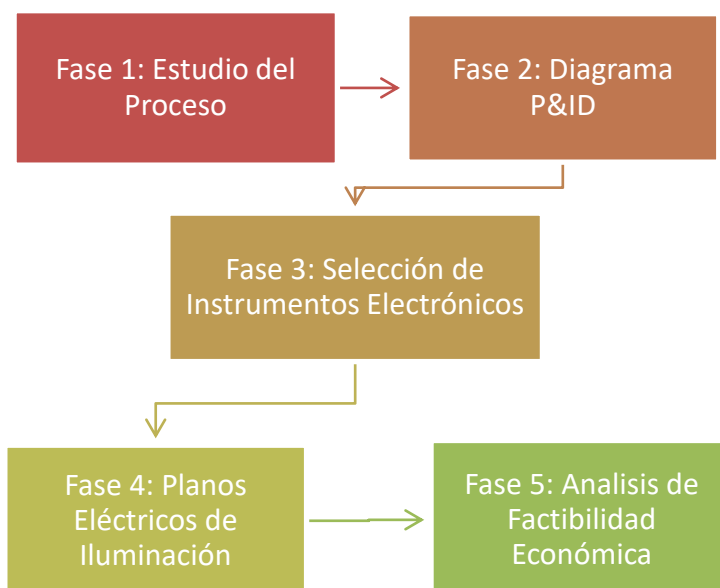 Fase 1: Estudio del
Proceso
Fase 2: Diagrama
P&ID
Fase 3: Selección de
Instrumentos Electrónicos
Fase 4: Planos
Eléctricos de
Iluminación
Fase 5: Analisis de
Factibilidad
Económica